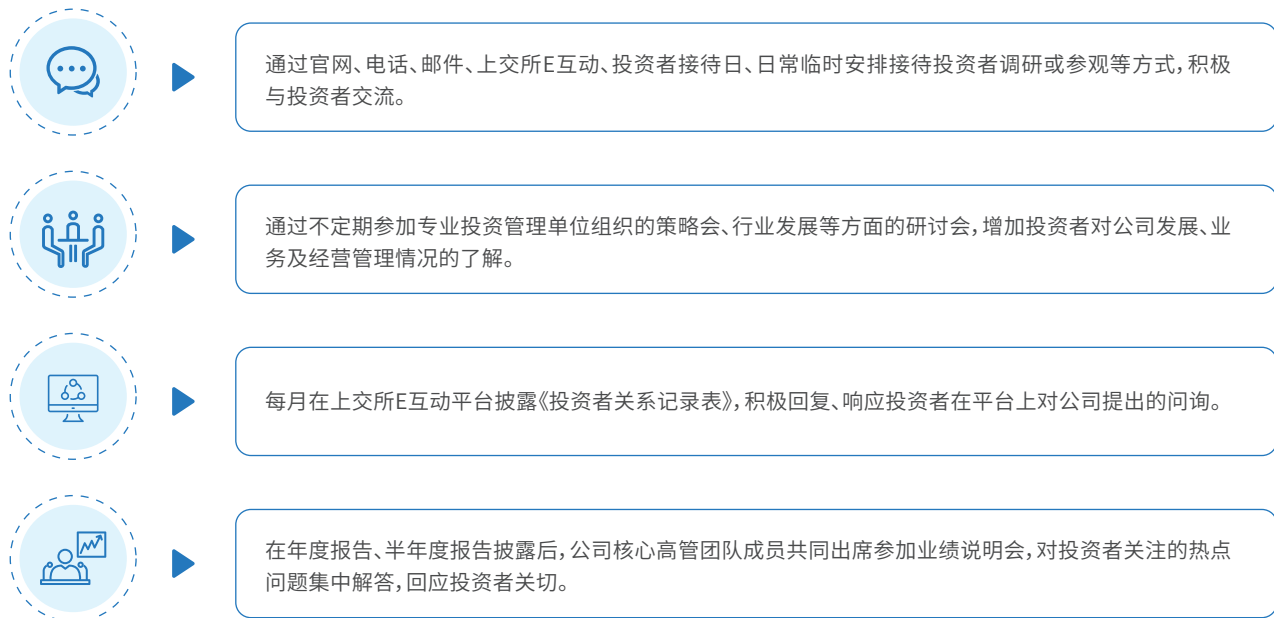 通过官网、电话、邮件、上交所E互动、投资者接待日、日常临时安排接待投资者调研或参观等方式,积极
与投资者交流。
通过不定期参加专业投资管理单位组织的策略会、行业发展等方面的研讨会,增加投资者对公司发展、业
务及经营管理情况的了解。
每月在上交所E互动平台披露《投资者关系记录表》,积极回复、响应投资者在平台上对公司提出的问询。
在年度报告、半年度报告披露后,公司核心高管团队成员共同出席参加业绩说明会,对投资者关注的热点
问题集中解答,回应投资者关切。